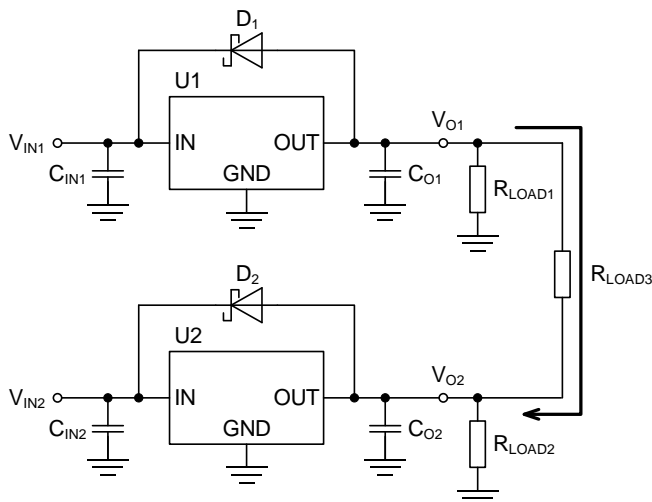 D1
U1
VIN1
IN
OUT
VO1
CIN1
GND
CO1
RLOAD1
RLOAD3
D2
U2
VIN2
IN
OUT
VO2
CIN2
GND
CO2
RLOAD2